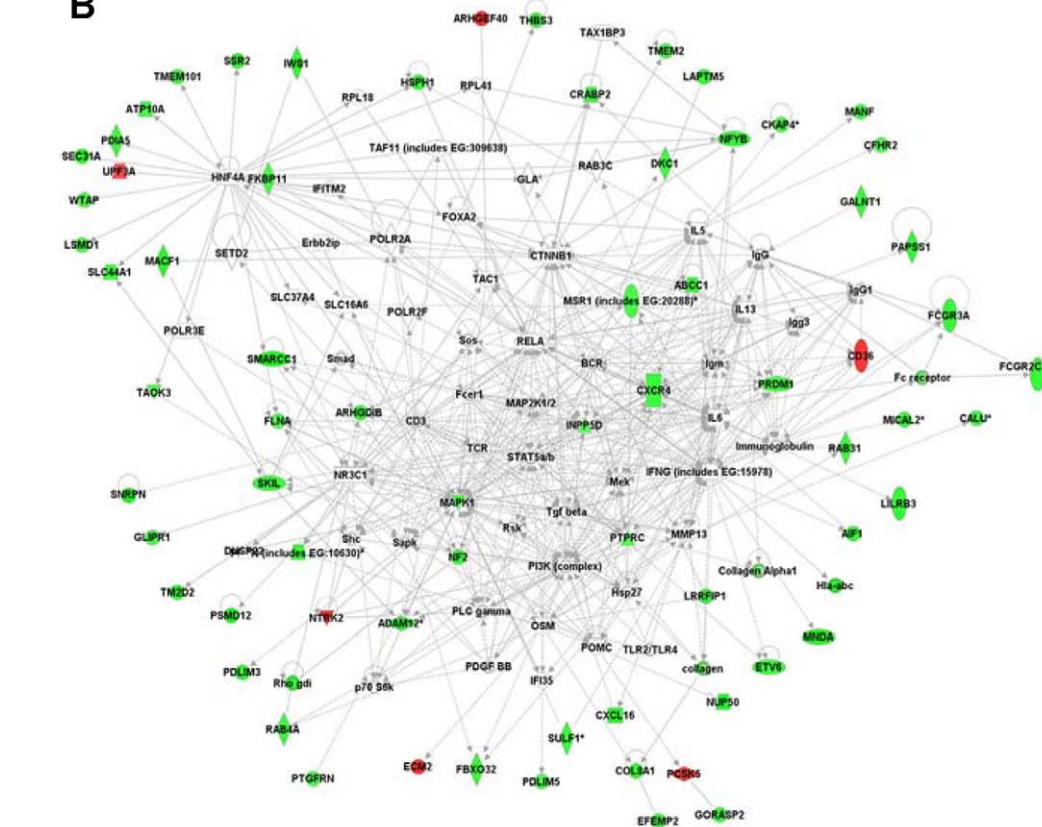 B
ARHGEF40
THBS3
TAX1BP3
TMEM2
SSR2
IWS1
TMEM101
HSPH1
RPL41
LAPTM5
RPL18
CRABP2
ATP10A
MANF
CKAP4*
PDIA5
NFYB
TAF11 (includes EG:309638)
CFHR2
SEC31A
UPF3A
RAB3C
DKC1
HNF4A
FKBP11
GLA
IFITM2
WTAP
GALNT1
FOXA2
IL5
LSMD1
POLR2A
Erbb2ip
PAPSS1
SETD2
CTNNB1
IgG
MACF1
SLC44A1
TAC1
ABCC1
IgG1
SLC37A4
SLC16A6
MSR1 (includes EG:20288)*
IL13
POLR2F
FCGR3A
Igg3
POLR3E
Sos
RELA
SMARCC1
Smad
BCR
Igm
CD36
FCGR2C
Fc receptor
TAOK3
Fcer1
CXCR4
PRDM1
MAP2K1/2
ARHGDIB
FLNA
CD3
INPP5D
IL6
MICAL2*
CALU*
TCR
Immunoglobulin
RAB31
STAT5a/b
NR3C1
IFNG (includes EG:15978)
SKIL
Mek
SNRPN
MAPK1
LILRB3
Tgf beta
Rsk
GLIPR1
Shc
Sapk
PTPRC
MMP13
AIF1
(includes EG:10630)*
NF2
PI3K (complex)
Collagen Alpha1
Hla-abc
TM2D2
Hsp27
LRRFIP1
PSMD12
NTRK2
ADAM12*
PLC gamma
OSM
MNDA
POMC
TLR2/TLR4
PDLIM3
Rho gdi
p70 S6k
PDGF BB
IFI35
collagen
ETV6
NUP50
CXCL16
RAB4A
SULF1*
PTGFRN
ECM2
FBXO32
PDLIM5
COL8A1
PCSK6
EFEMP2
GORASP2